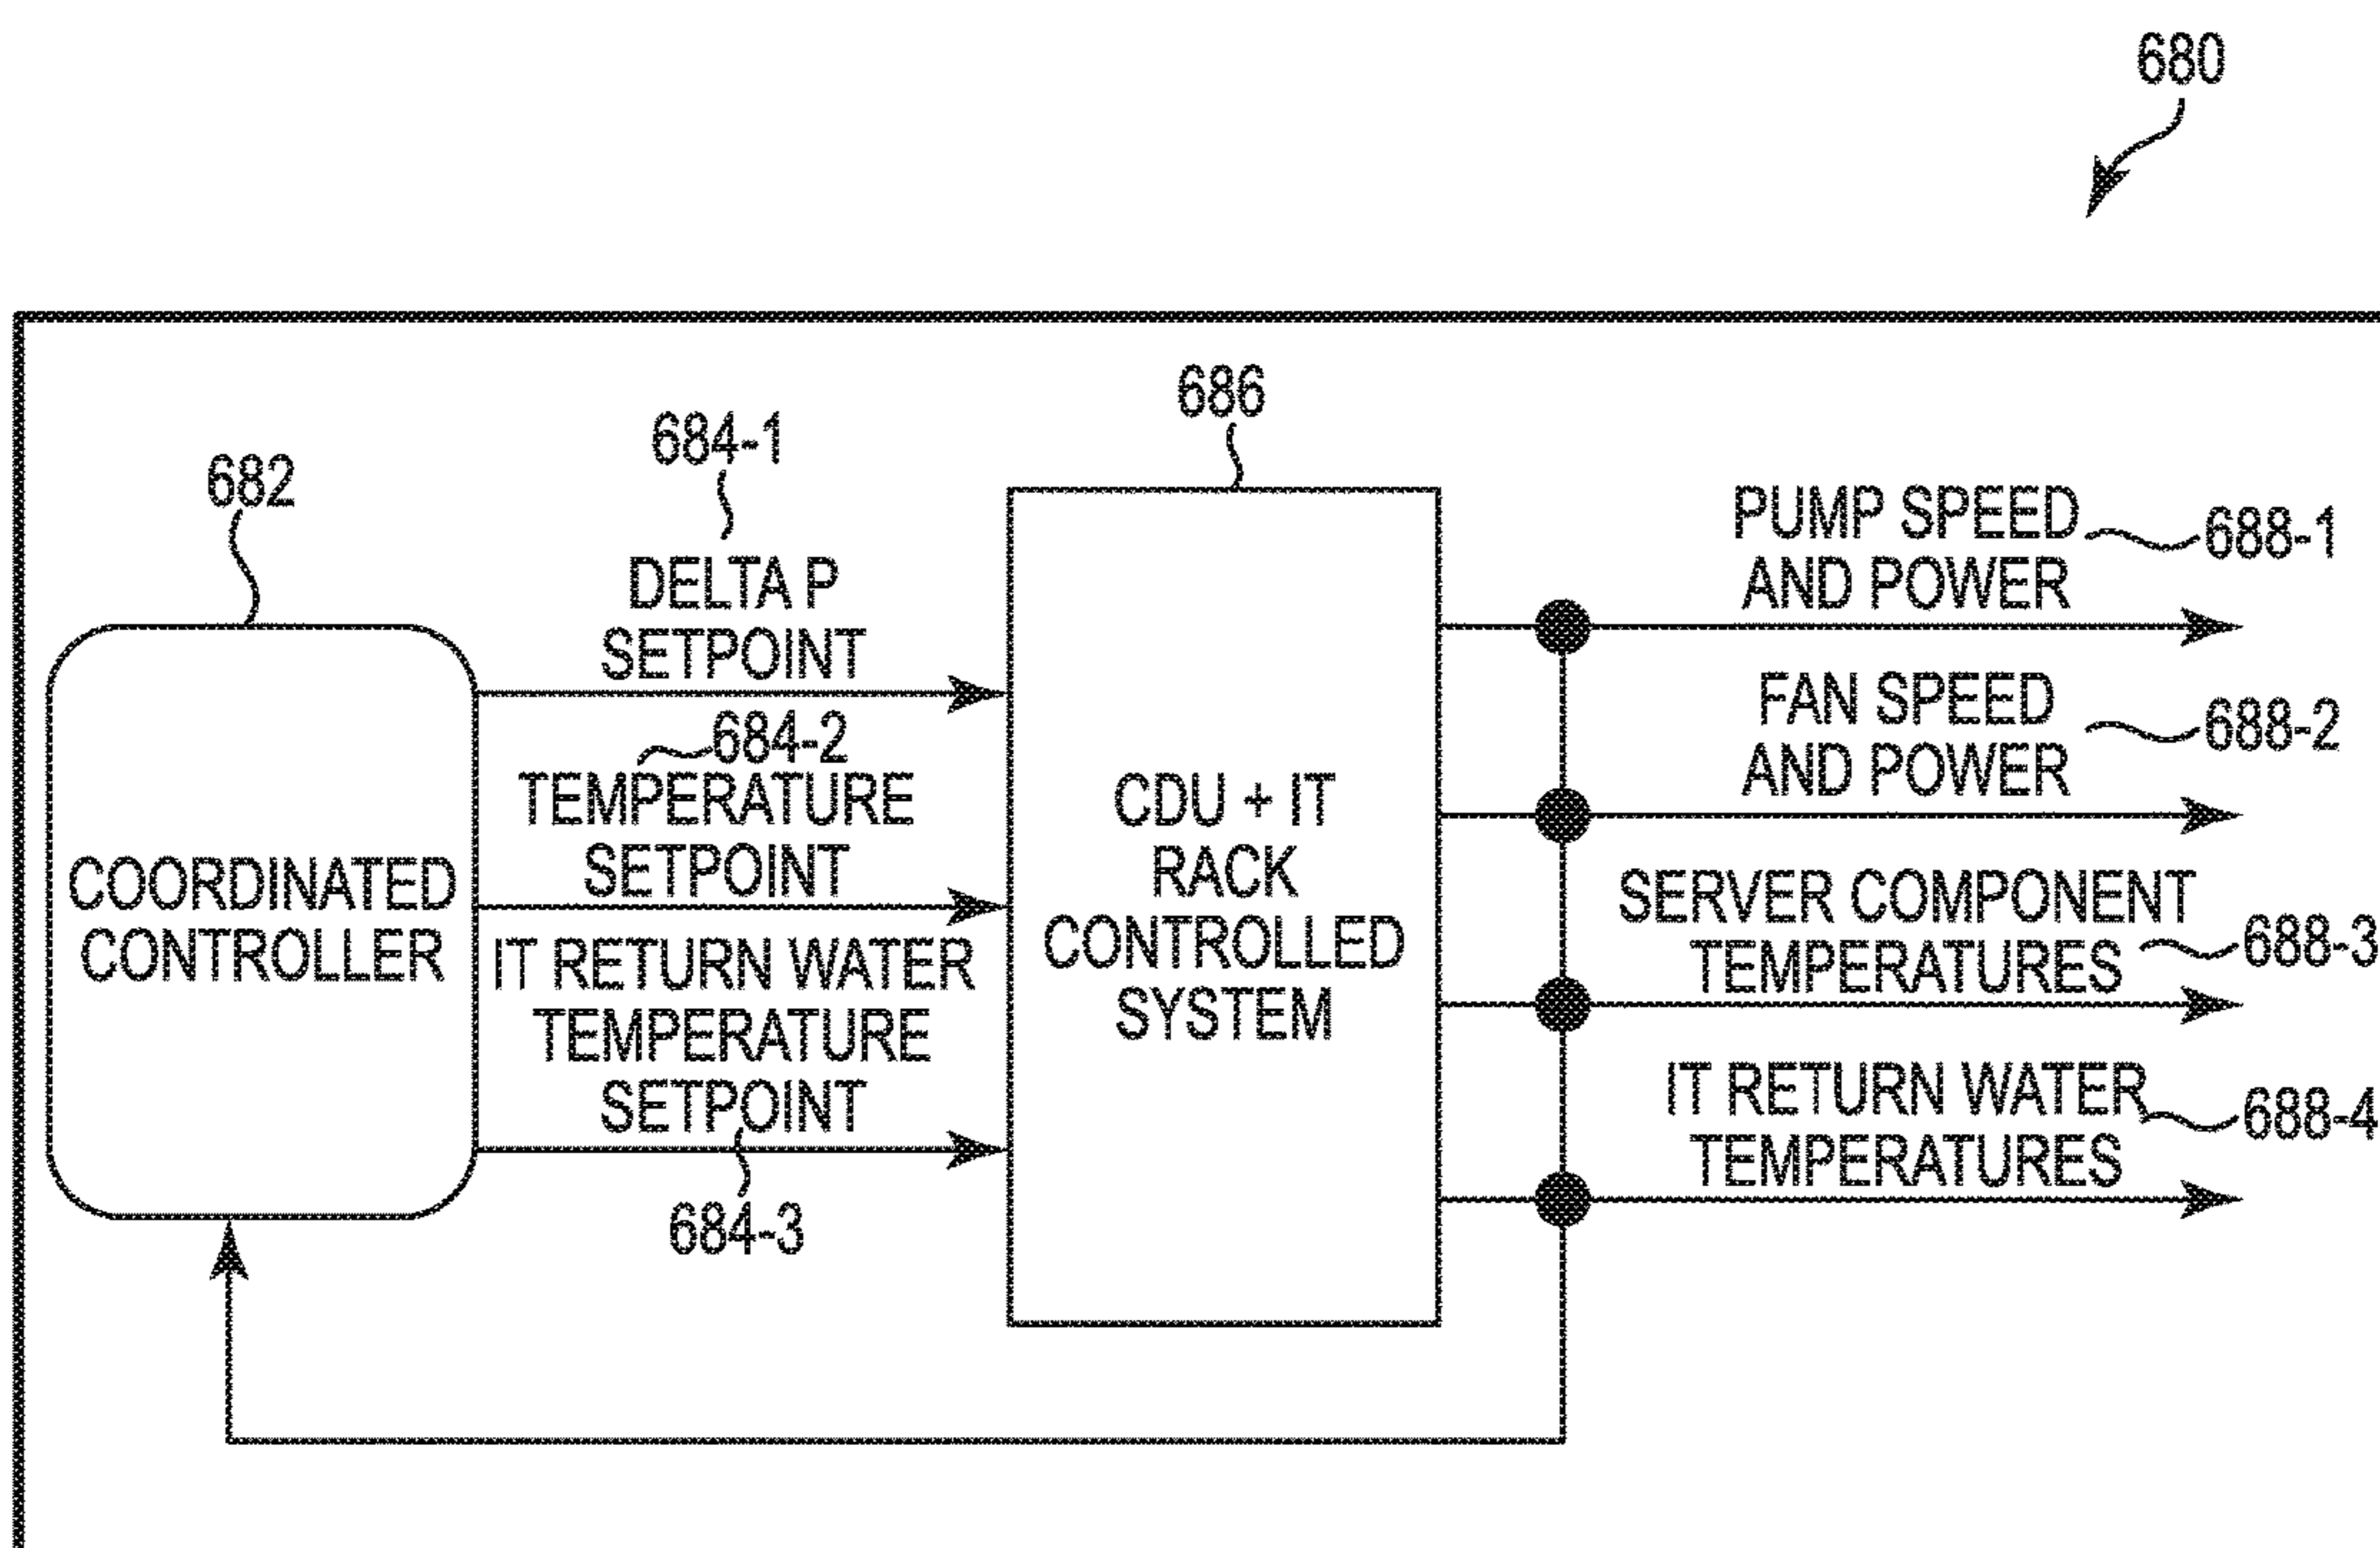 680
682
684-1
DELTA P
SETPOINT
684-2
TEMPERATURE
SETPOINT
IT RETURN WATER
TEMPERATURE
SETPOINT
684-3
COORDINATED
CONTROLLER
686
CDU + IT
RACK
CONTROLLED
SYSTEM
PUMP SPEED
AND POWER
688-1
FAN SPEED
AND POWER
688-2
SERVER COMPONENT
TEMPERATURES
688-3
IT RETURN WATER
TEMPERATURES
688-4